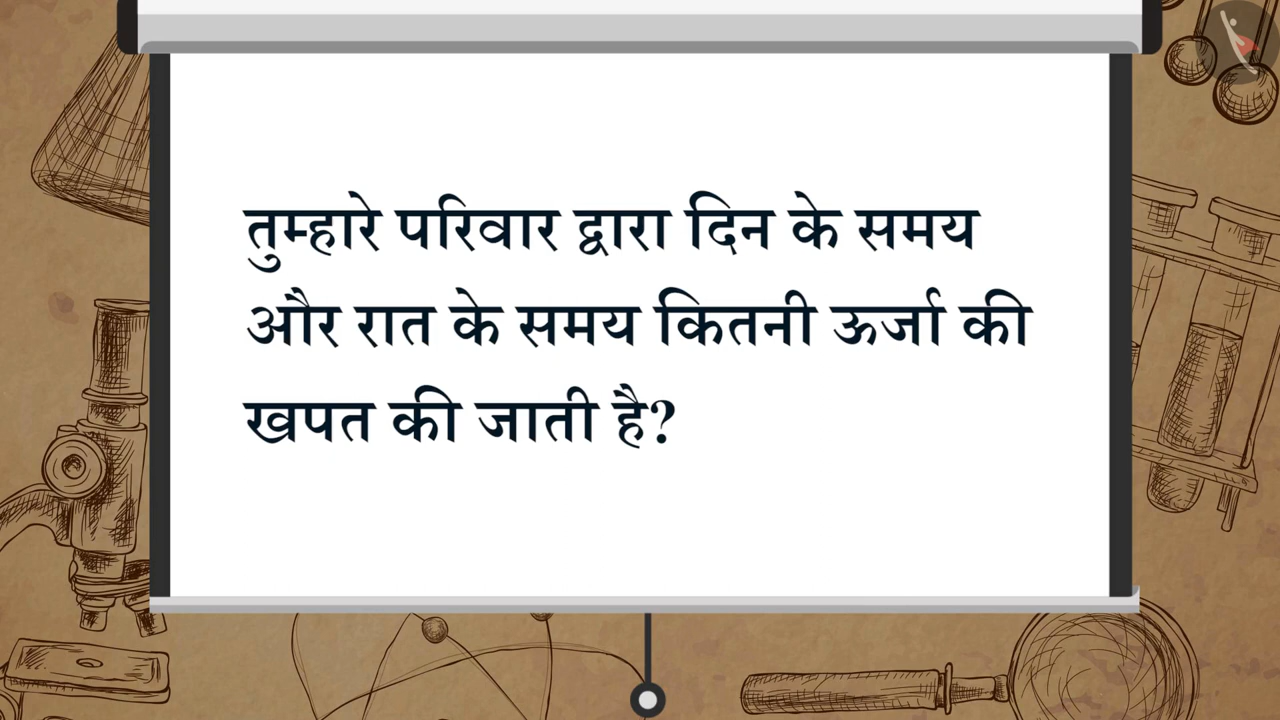 तुम्हारे परिवार द्वारा दिन के समय
और रात के समय कितनी ऊर्जा की
खपत की जाती है?